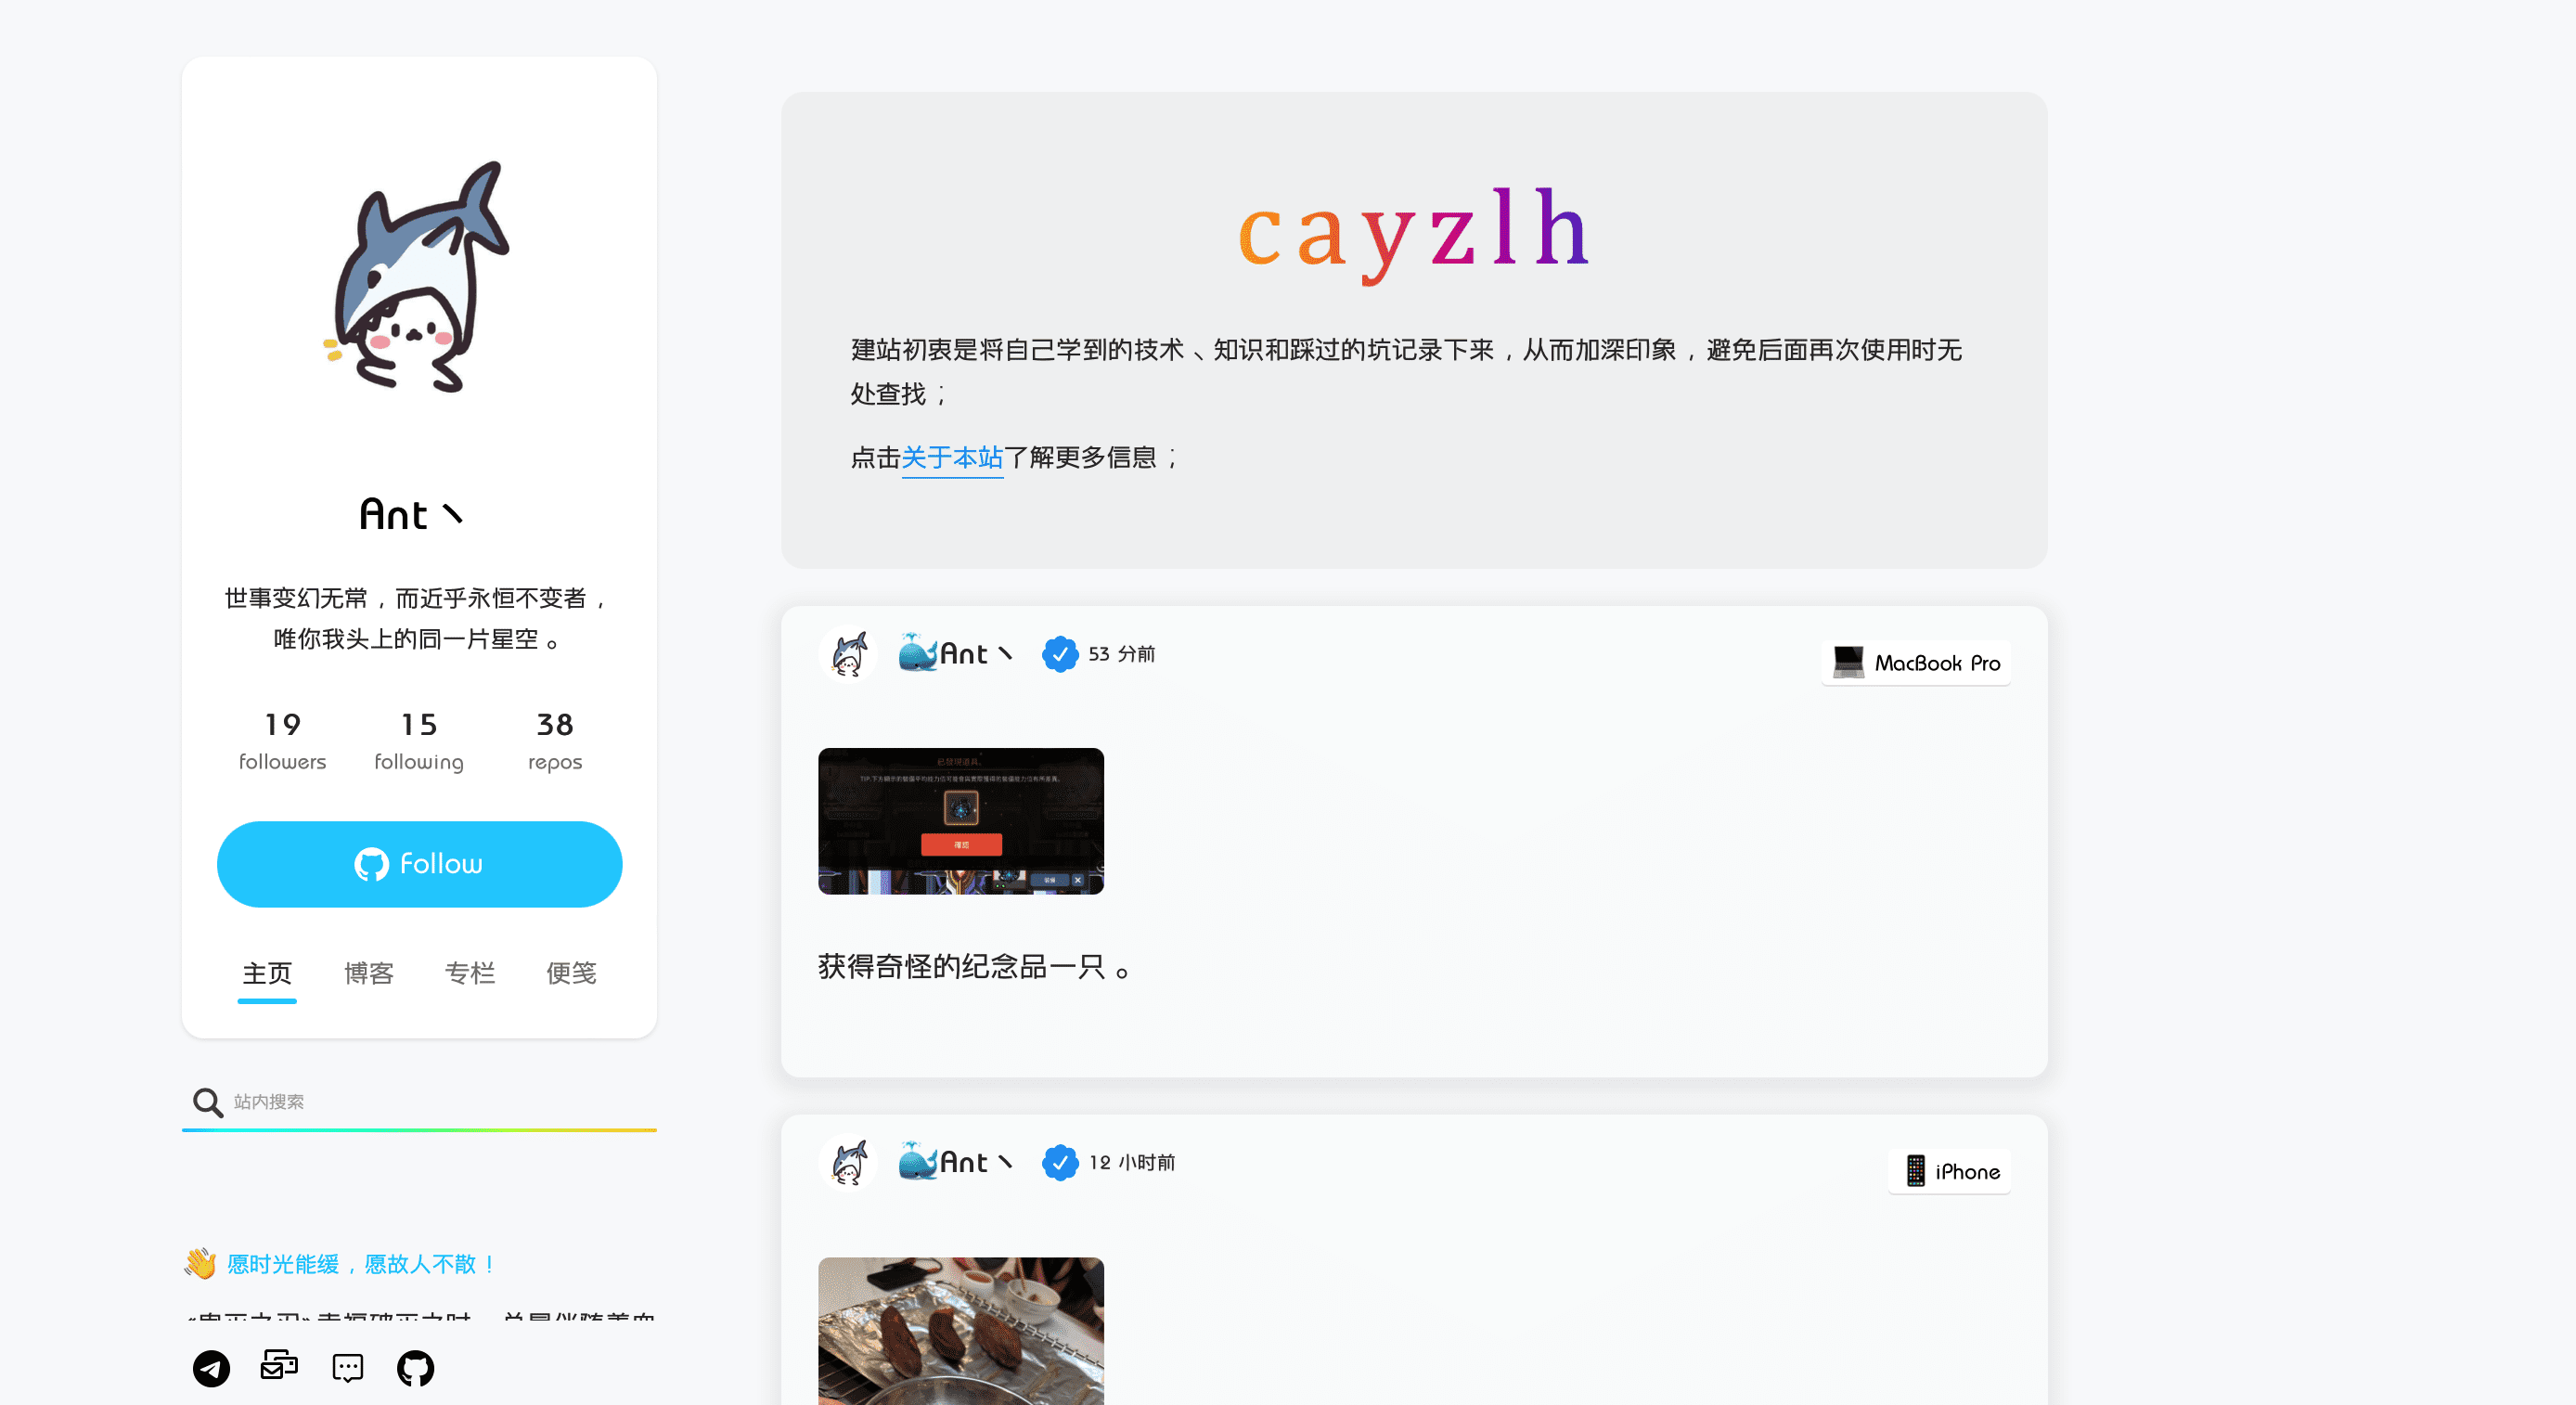 Ant丶
世事变幻无常，而近乎永恒不变者，
唯你我头上的同一片星空。
19 15 38
followers following repos
Follow
主页 博客 专栏 便笺
站内搜索
👋 愿时光能缓，愿故人不散！
cayzlh
建站初衷是将自己学到的技术、知识和踩过的坑记录下来，从而加深印象，避免后面再次使用时无
处查找；
点击关于本站了解更多信息；
🐳Ant丶 53 分前
💻 MacBook Pro
已發現道具。
確認
获得奇怪的纪念品一只。
🐳Ant丶 12 小时前
📱 iPhone